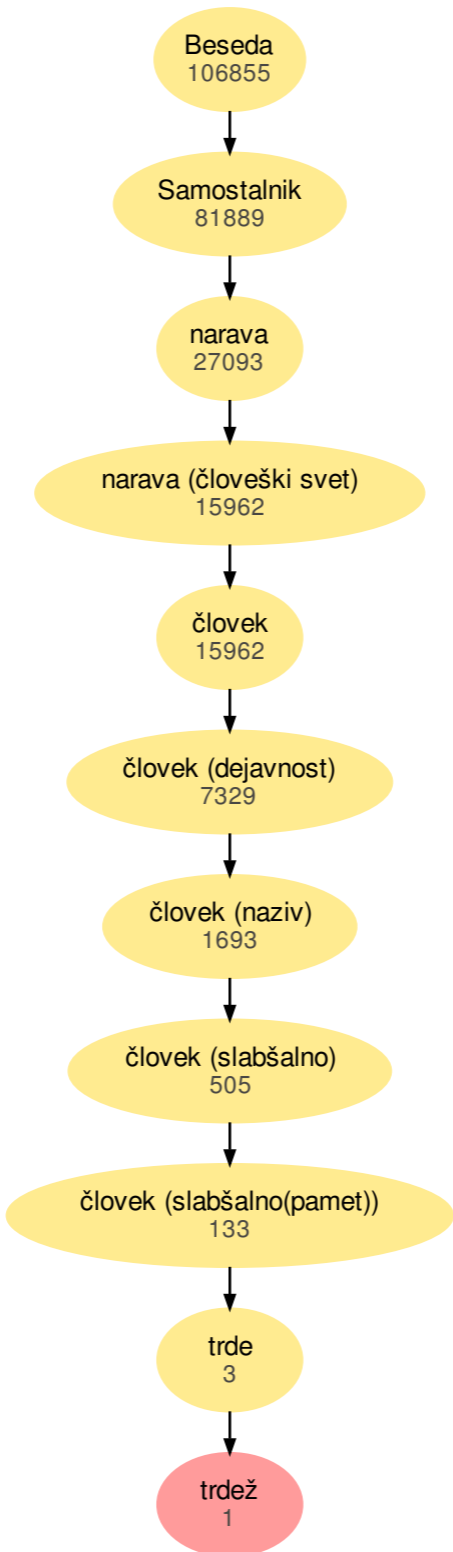 Beseda
106855
Samostalnik
81889
narava
27093
narava (človeški svet)
15962
človek
15962
človek (dejavnost)
7329
človek (naziv)
1693
človek (slabšalno)
505
človek (slabšalno(pamet))
133
trde
3
trdež
1